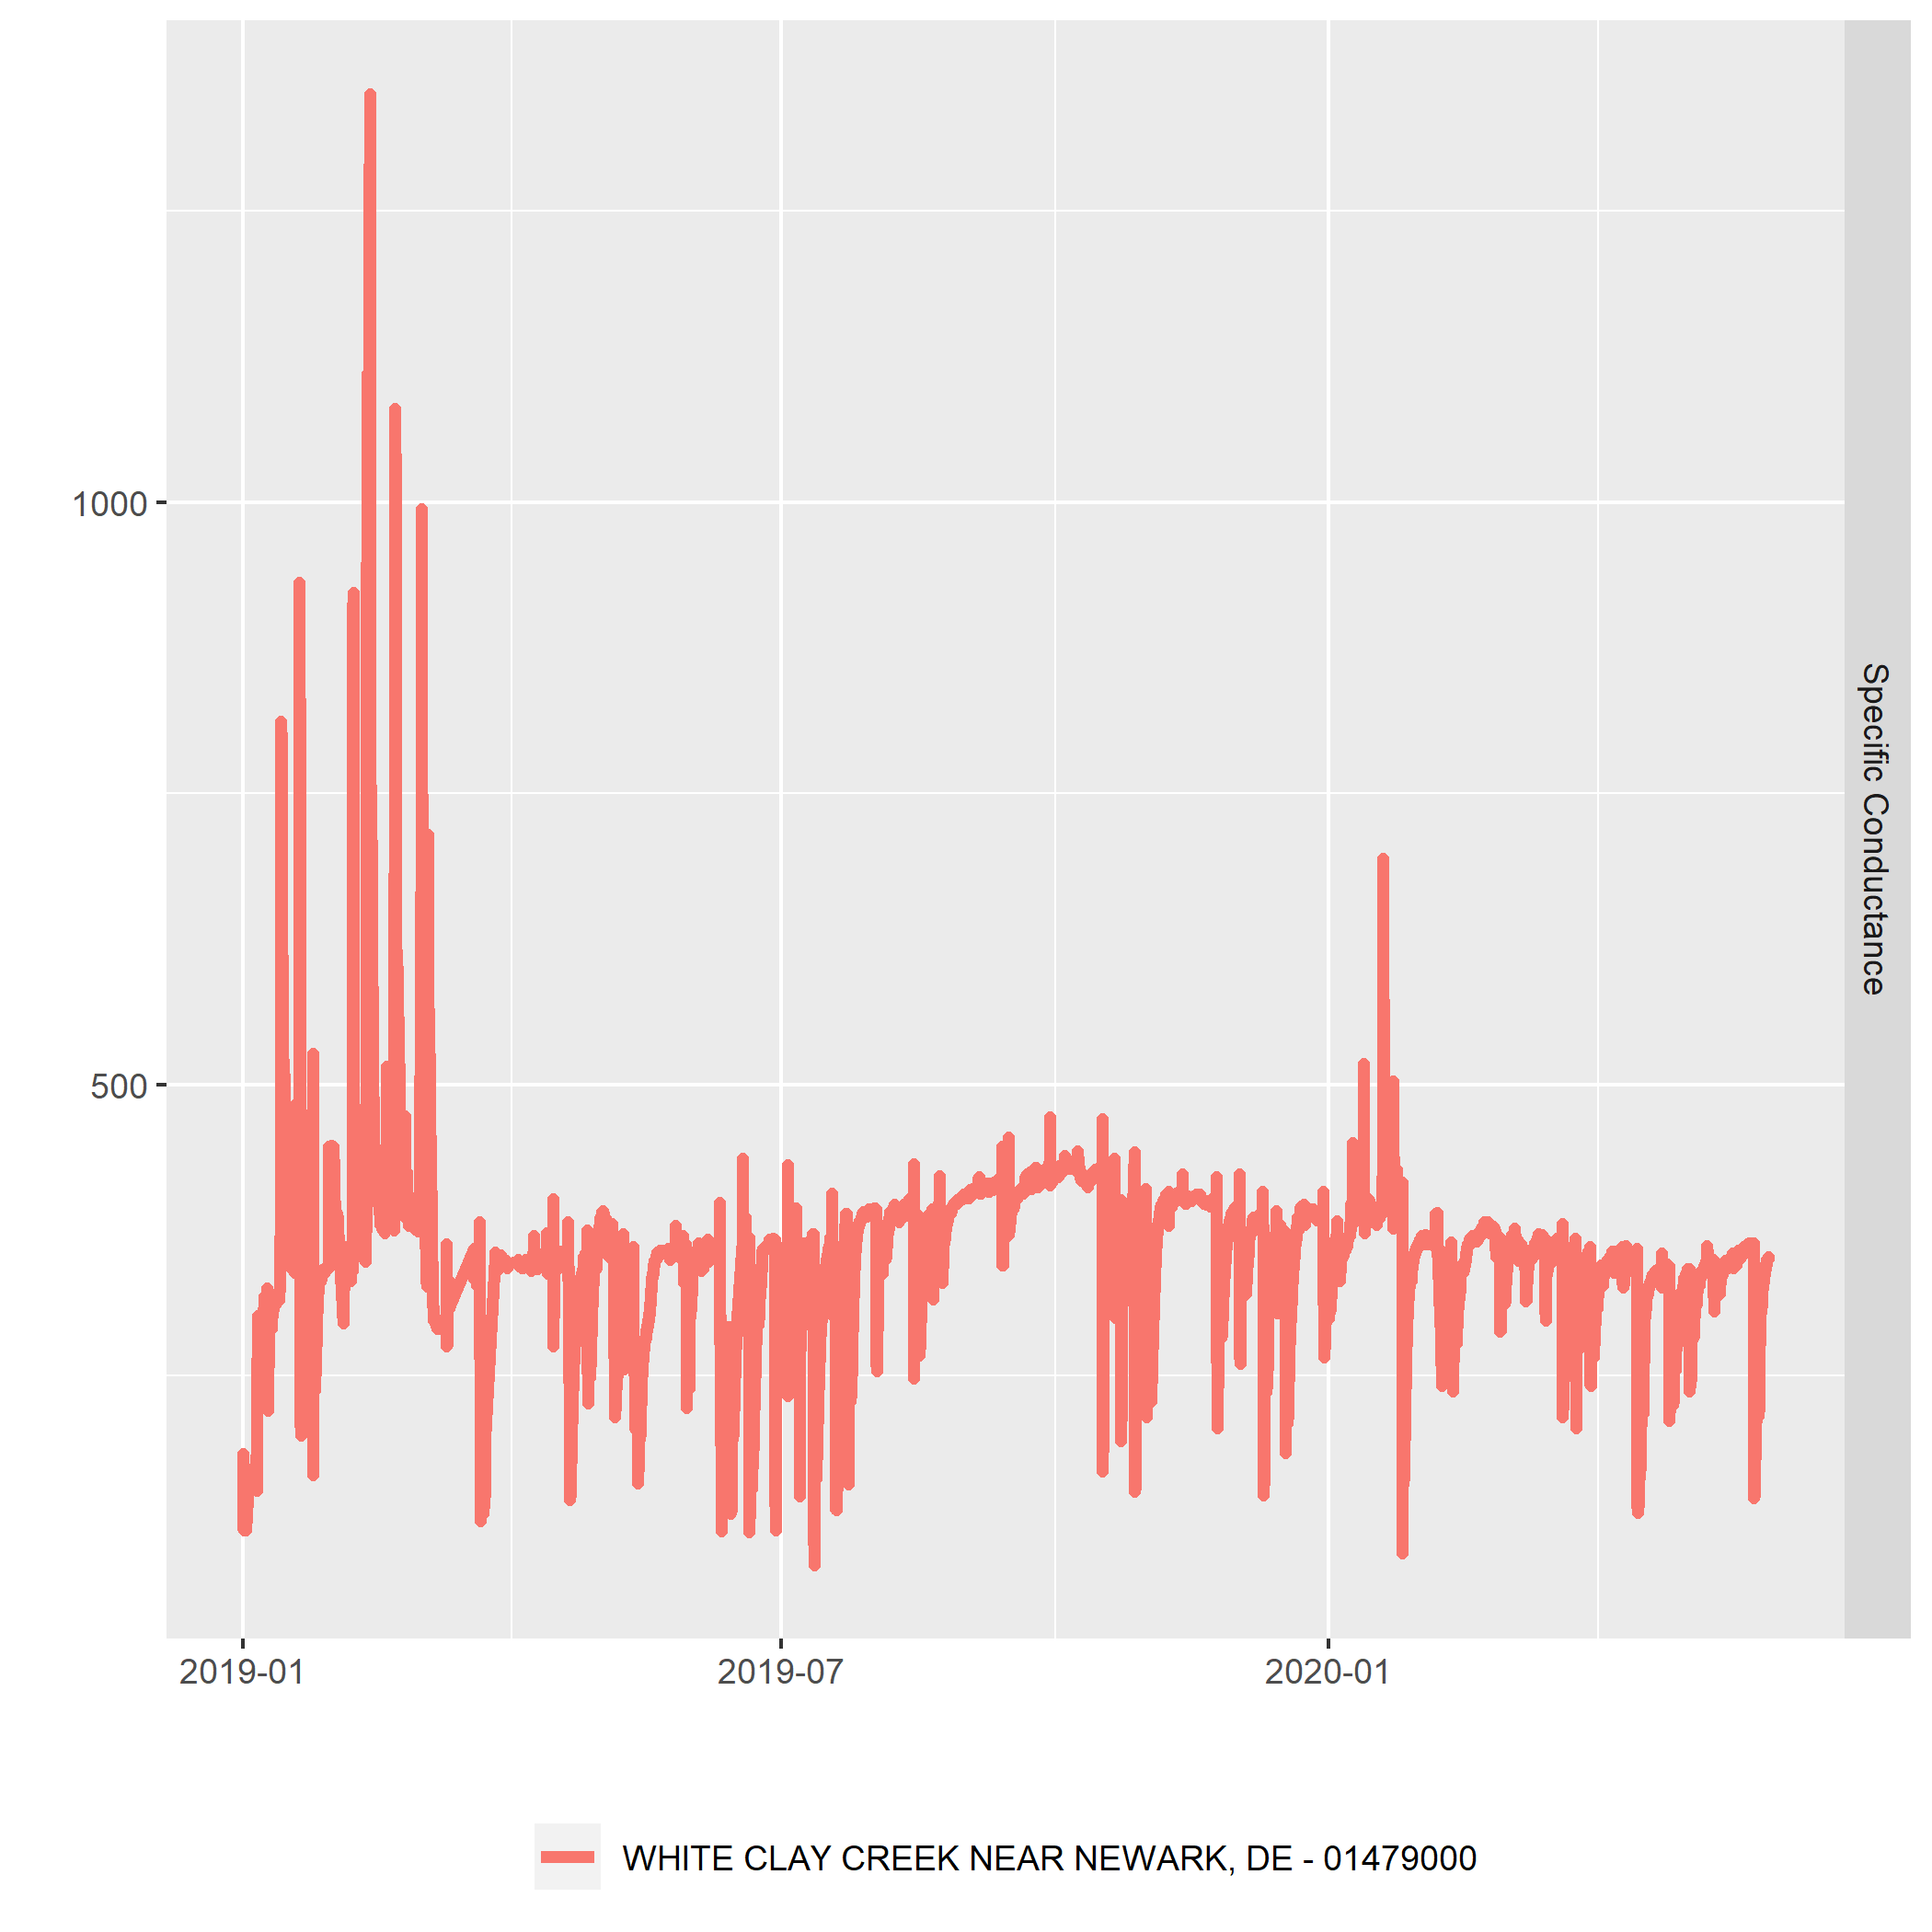 1000
500
Specific Conductance
2019-01
2019-07
2020-01
WHITE CLAY CREEK NEAR NEWARK, DE - 01479000